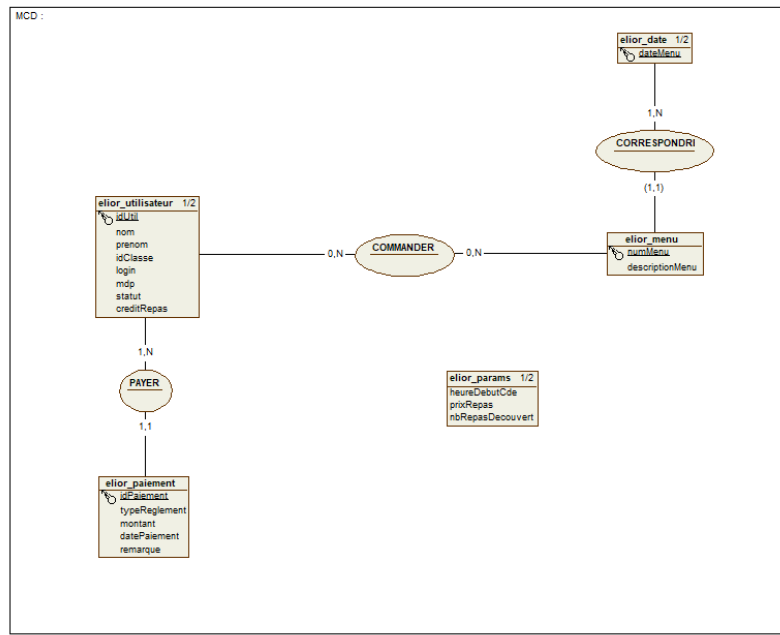 MCD :
elior_date 1/2
dateMenu
1,N
CORRESPONDRI
(1,1)
elior_utilisateur 1/2
idUtil
nom
prenom
idClasse
login
mdp
statut
creditRepas
0,N
COMMANDER
0,N
elior_menu
numMenu
descriptionMenu
1,N
PAYER
1,1
elior_params 1/2
heureDebutCde
prixRepas
nbRepasDecouvert
elior_paiement
idPaiement
typeReglement
montant
datePaiement
remarque